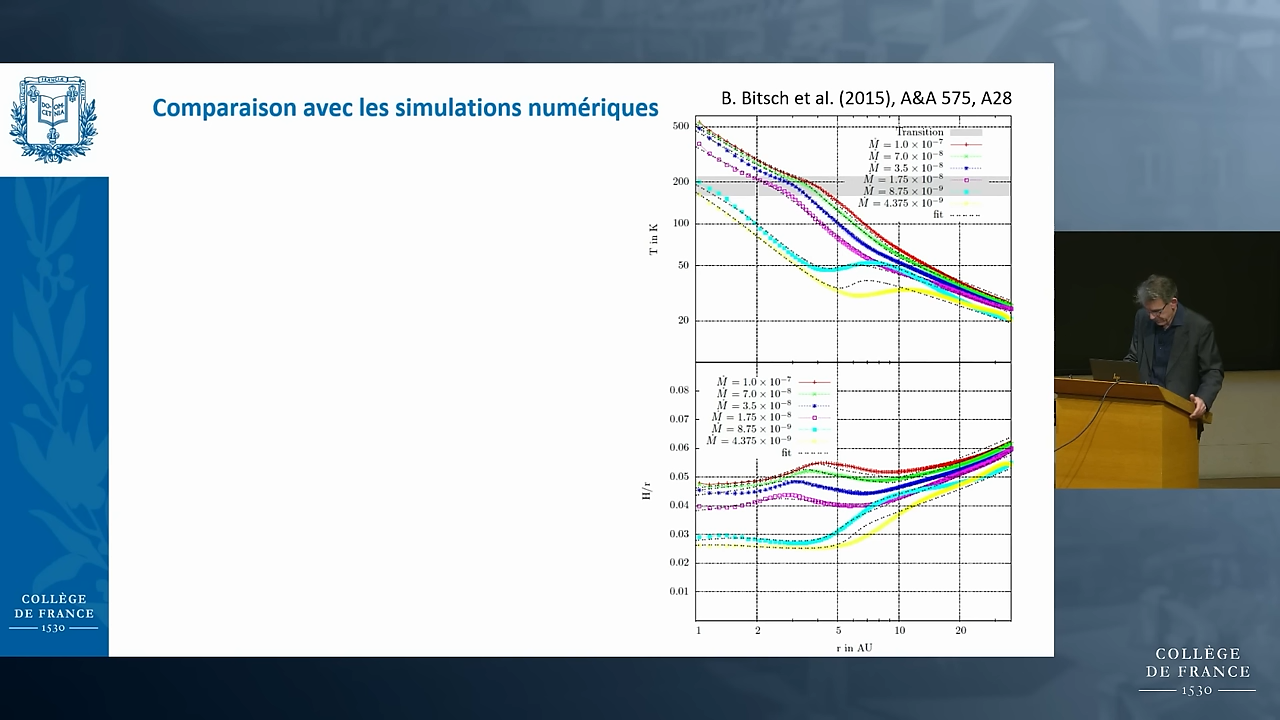 Comparaison avec les simulations numériques
B. Bitsch et al. (2015), A&A 575, A28
T in K
500
200
100
50
20
Transition
Ṁ = 1.0 × 10⁻⁷
Ṁ = 7.0 × 10⁻⁸
Ṁ = 3.5 × 10⁻⁸
Ṁ = 1.75 × 10⁻⁸
Ṁ = 8.75 × 10⁻⁹
Ṁ = 4.375 × 10⁻⁹
fit
H/r
0.08
0.07
0.06
0.05
0.04
0.03
0.02
0.01
Ṁ = 1.0 × 10⁻⁷
Ṁ = 7.0 × 10⁻⁸
Ṁ = 3.5 × 10⁻⁸
Ṁ = 1.75 × 10⁻⁸
Ṁ = 8.75 × 10⁻⁹
Ṁ = 4.375 × 10⁻⁹
fit
1 2 5 10 20
r in AU
COLLÈGE
DE FRANCE
1530
COLLÈGE
DE FRANCE
1530